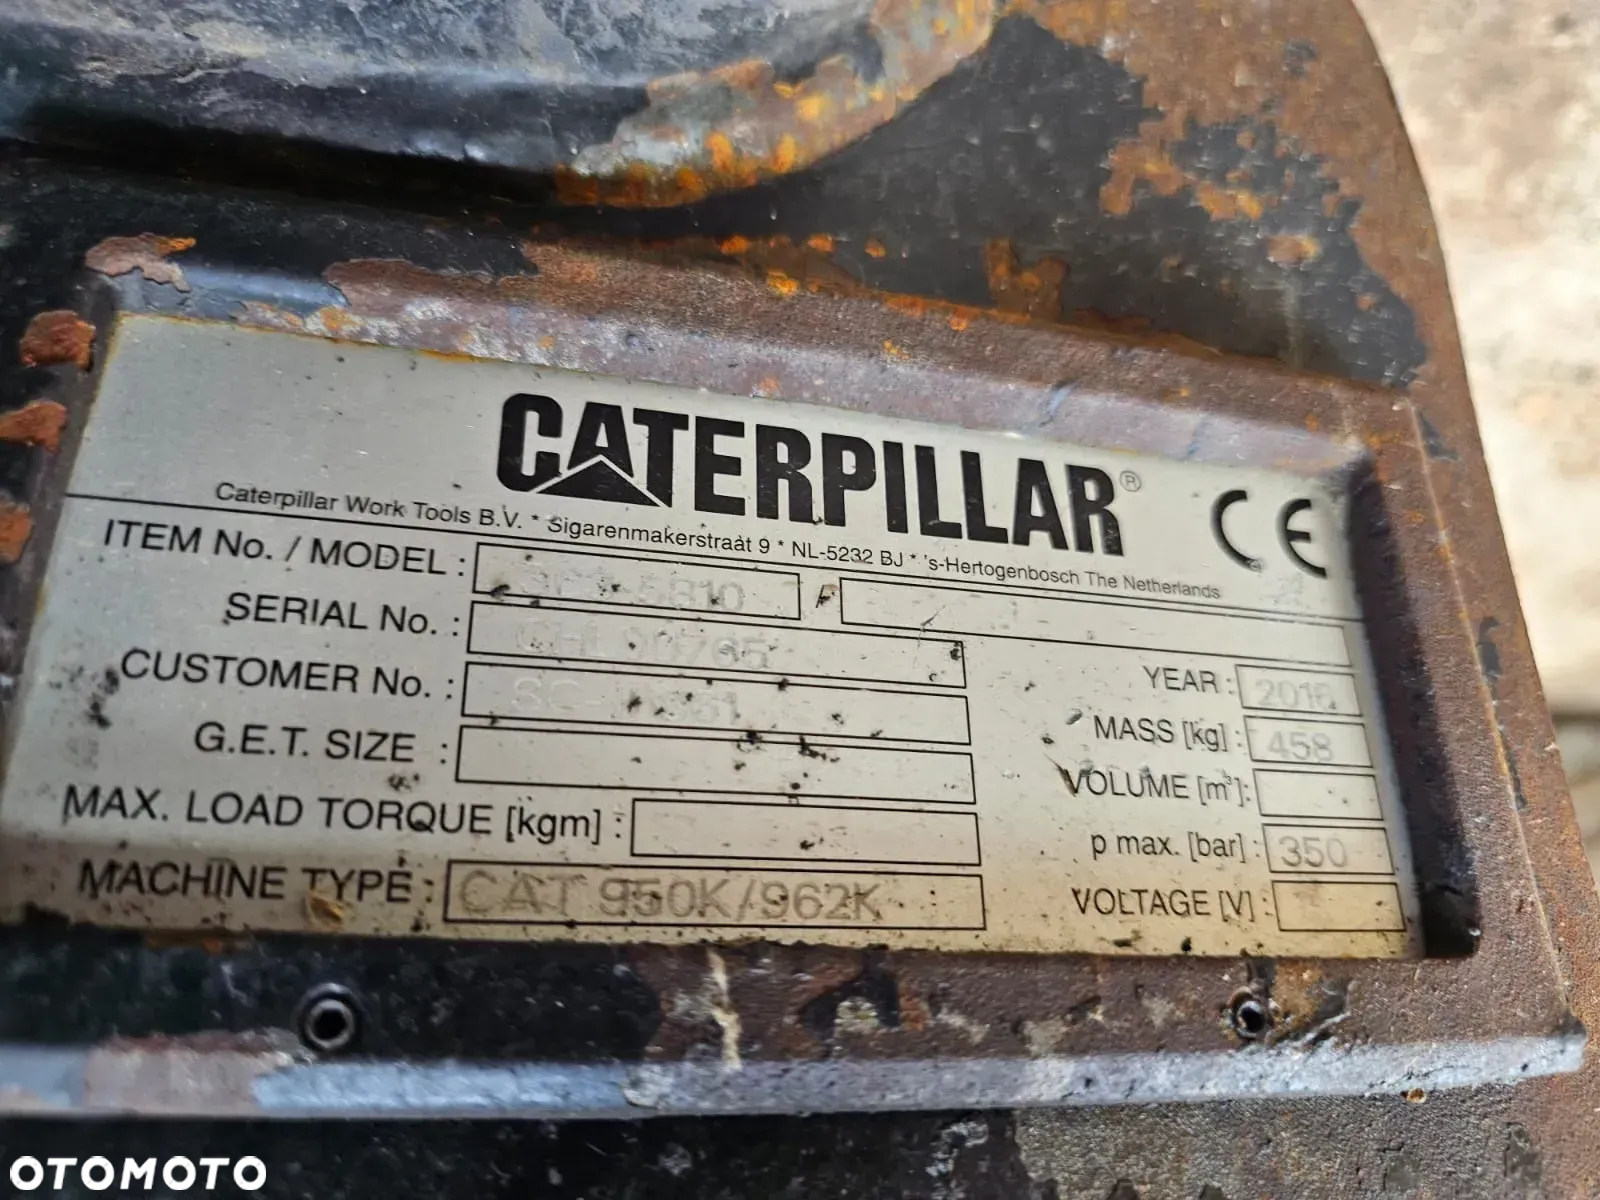 CATERPILLAR® CE
Caterpillar Work Tools B.V. * Sigarenmakerstraat 9 * NL-5232 BJ * 's-Hertogenbosch The Netherlands
ITEM No. / MODEL : /
SERIAL No. : CHL00765
CUSTOMER No. :
G.E.T. SIZE :
MAX. LOAD TORQUE [kgm] :
MACHINE TYPE : CAT 950K/962K
YEAR : 2016
MASS [kg] : 458
VOLUME [m³]:
p max. [bar] : 350
VOLTAGE [V] :
OTOMOTO